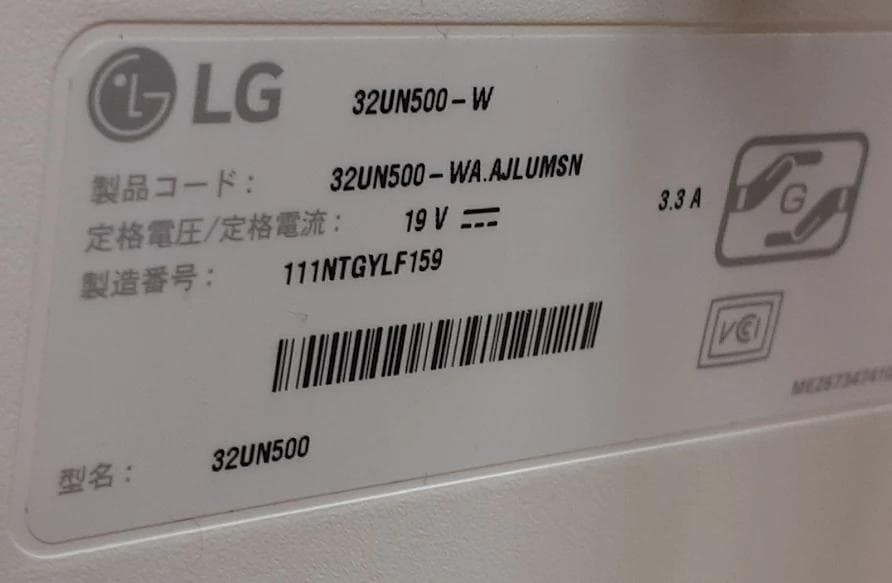 LG 32UN500-W
製品コード: 32UN500-WA.AJLUMSN
定格電圧/定格電流: 19 V ⎓ 3.3 A
製造番号: 111NTGYLF159
G
VCI
型名: 32UN500